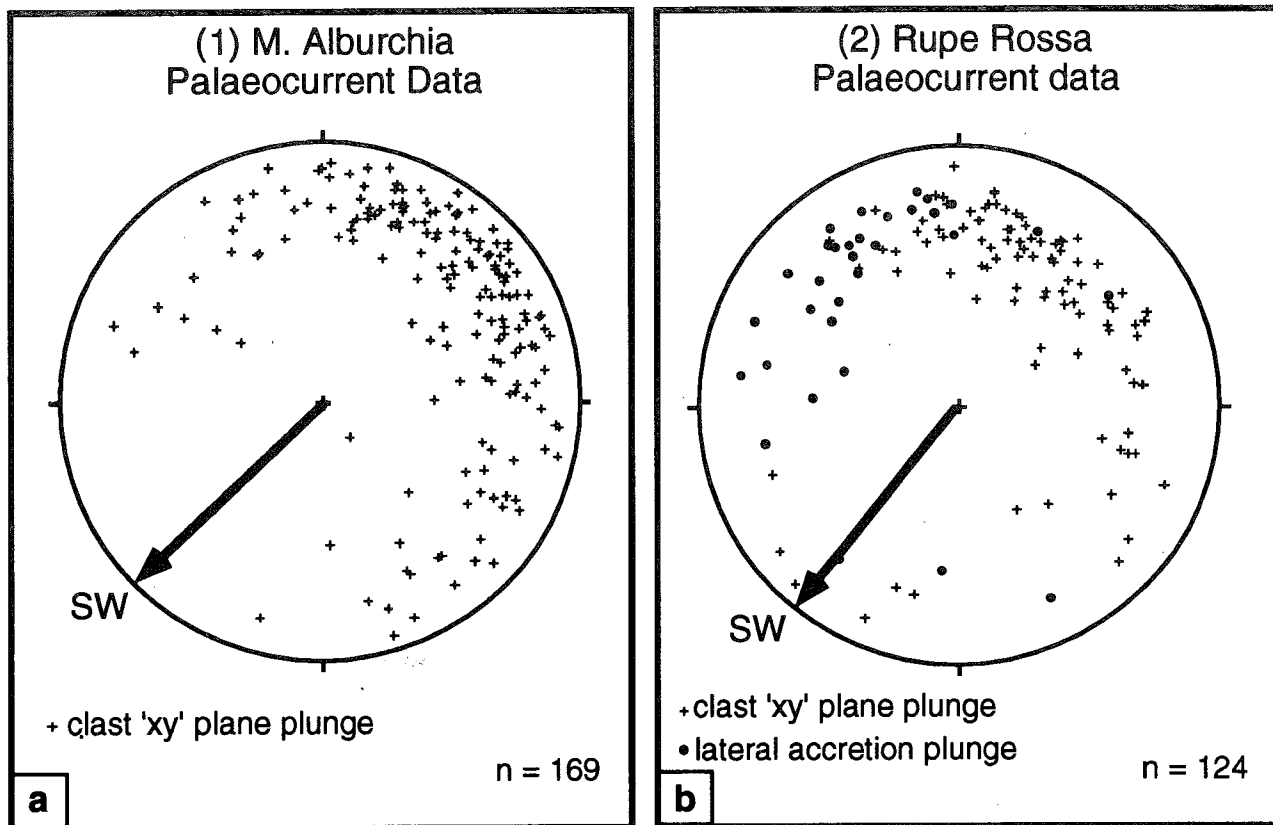 (1) M. Alburchia
Palaeocurrent Data
SW
+ clast 'xy' plane plunge
n = 169
a
(2) Rupe Rossa
Palaeocurrent data
SW
+ clast 'xy' plane plunge
• lateral accretion plunge
n = 124
b